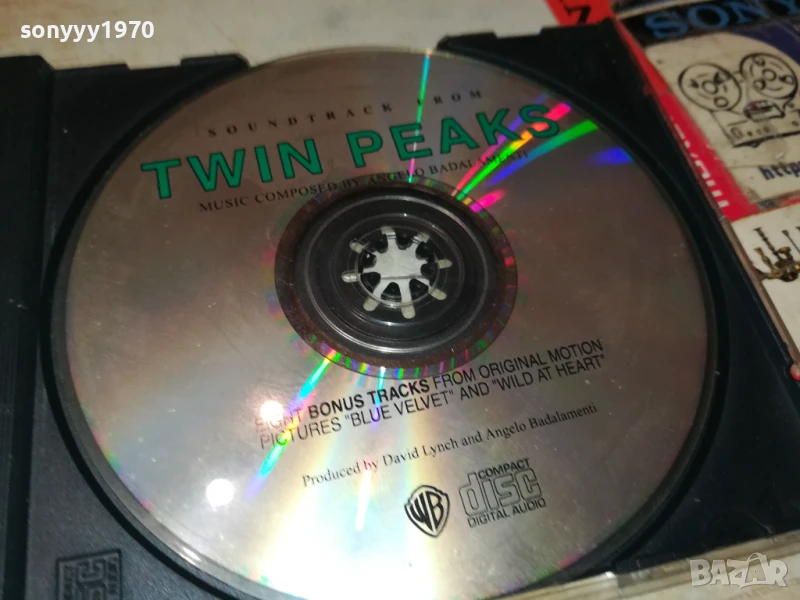 sonyyy1970
SONY
http
SOUNDTRACK FROM
TWIN PEAKS
MUSIC COMPOSED BY ANGELO BADALAMENTI
EIGHT BONUS TRACKS FROM ORIGINAL MOTION
PICTURES "BLUE VELVET" AND "WILD AT HEART"
Produced by David Lynch and Angelo Badalamenti
WB
COMPACT
disc
DIGITAL AUDIO
BAZAR